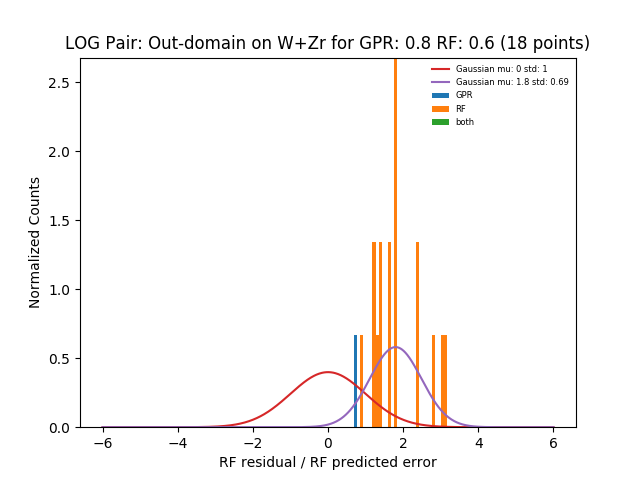 LOG Pair: Out-domain on W+Zr for GPR: 0.8 RF: 0.6 (18 points)
Gaussian mu: 0 std: 1
Gaussian mu: 1.8 std: 0.69
GPR
RF
both
Normalized Counts
2.5
2.0
1.5
1.0
0.5
0.0
−6
−4
−2
0
2
4
6
RF residual / RF predicted error